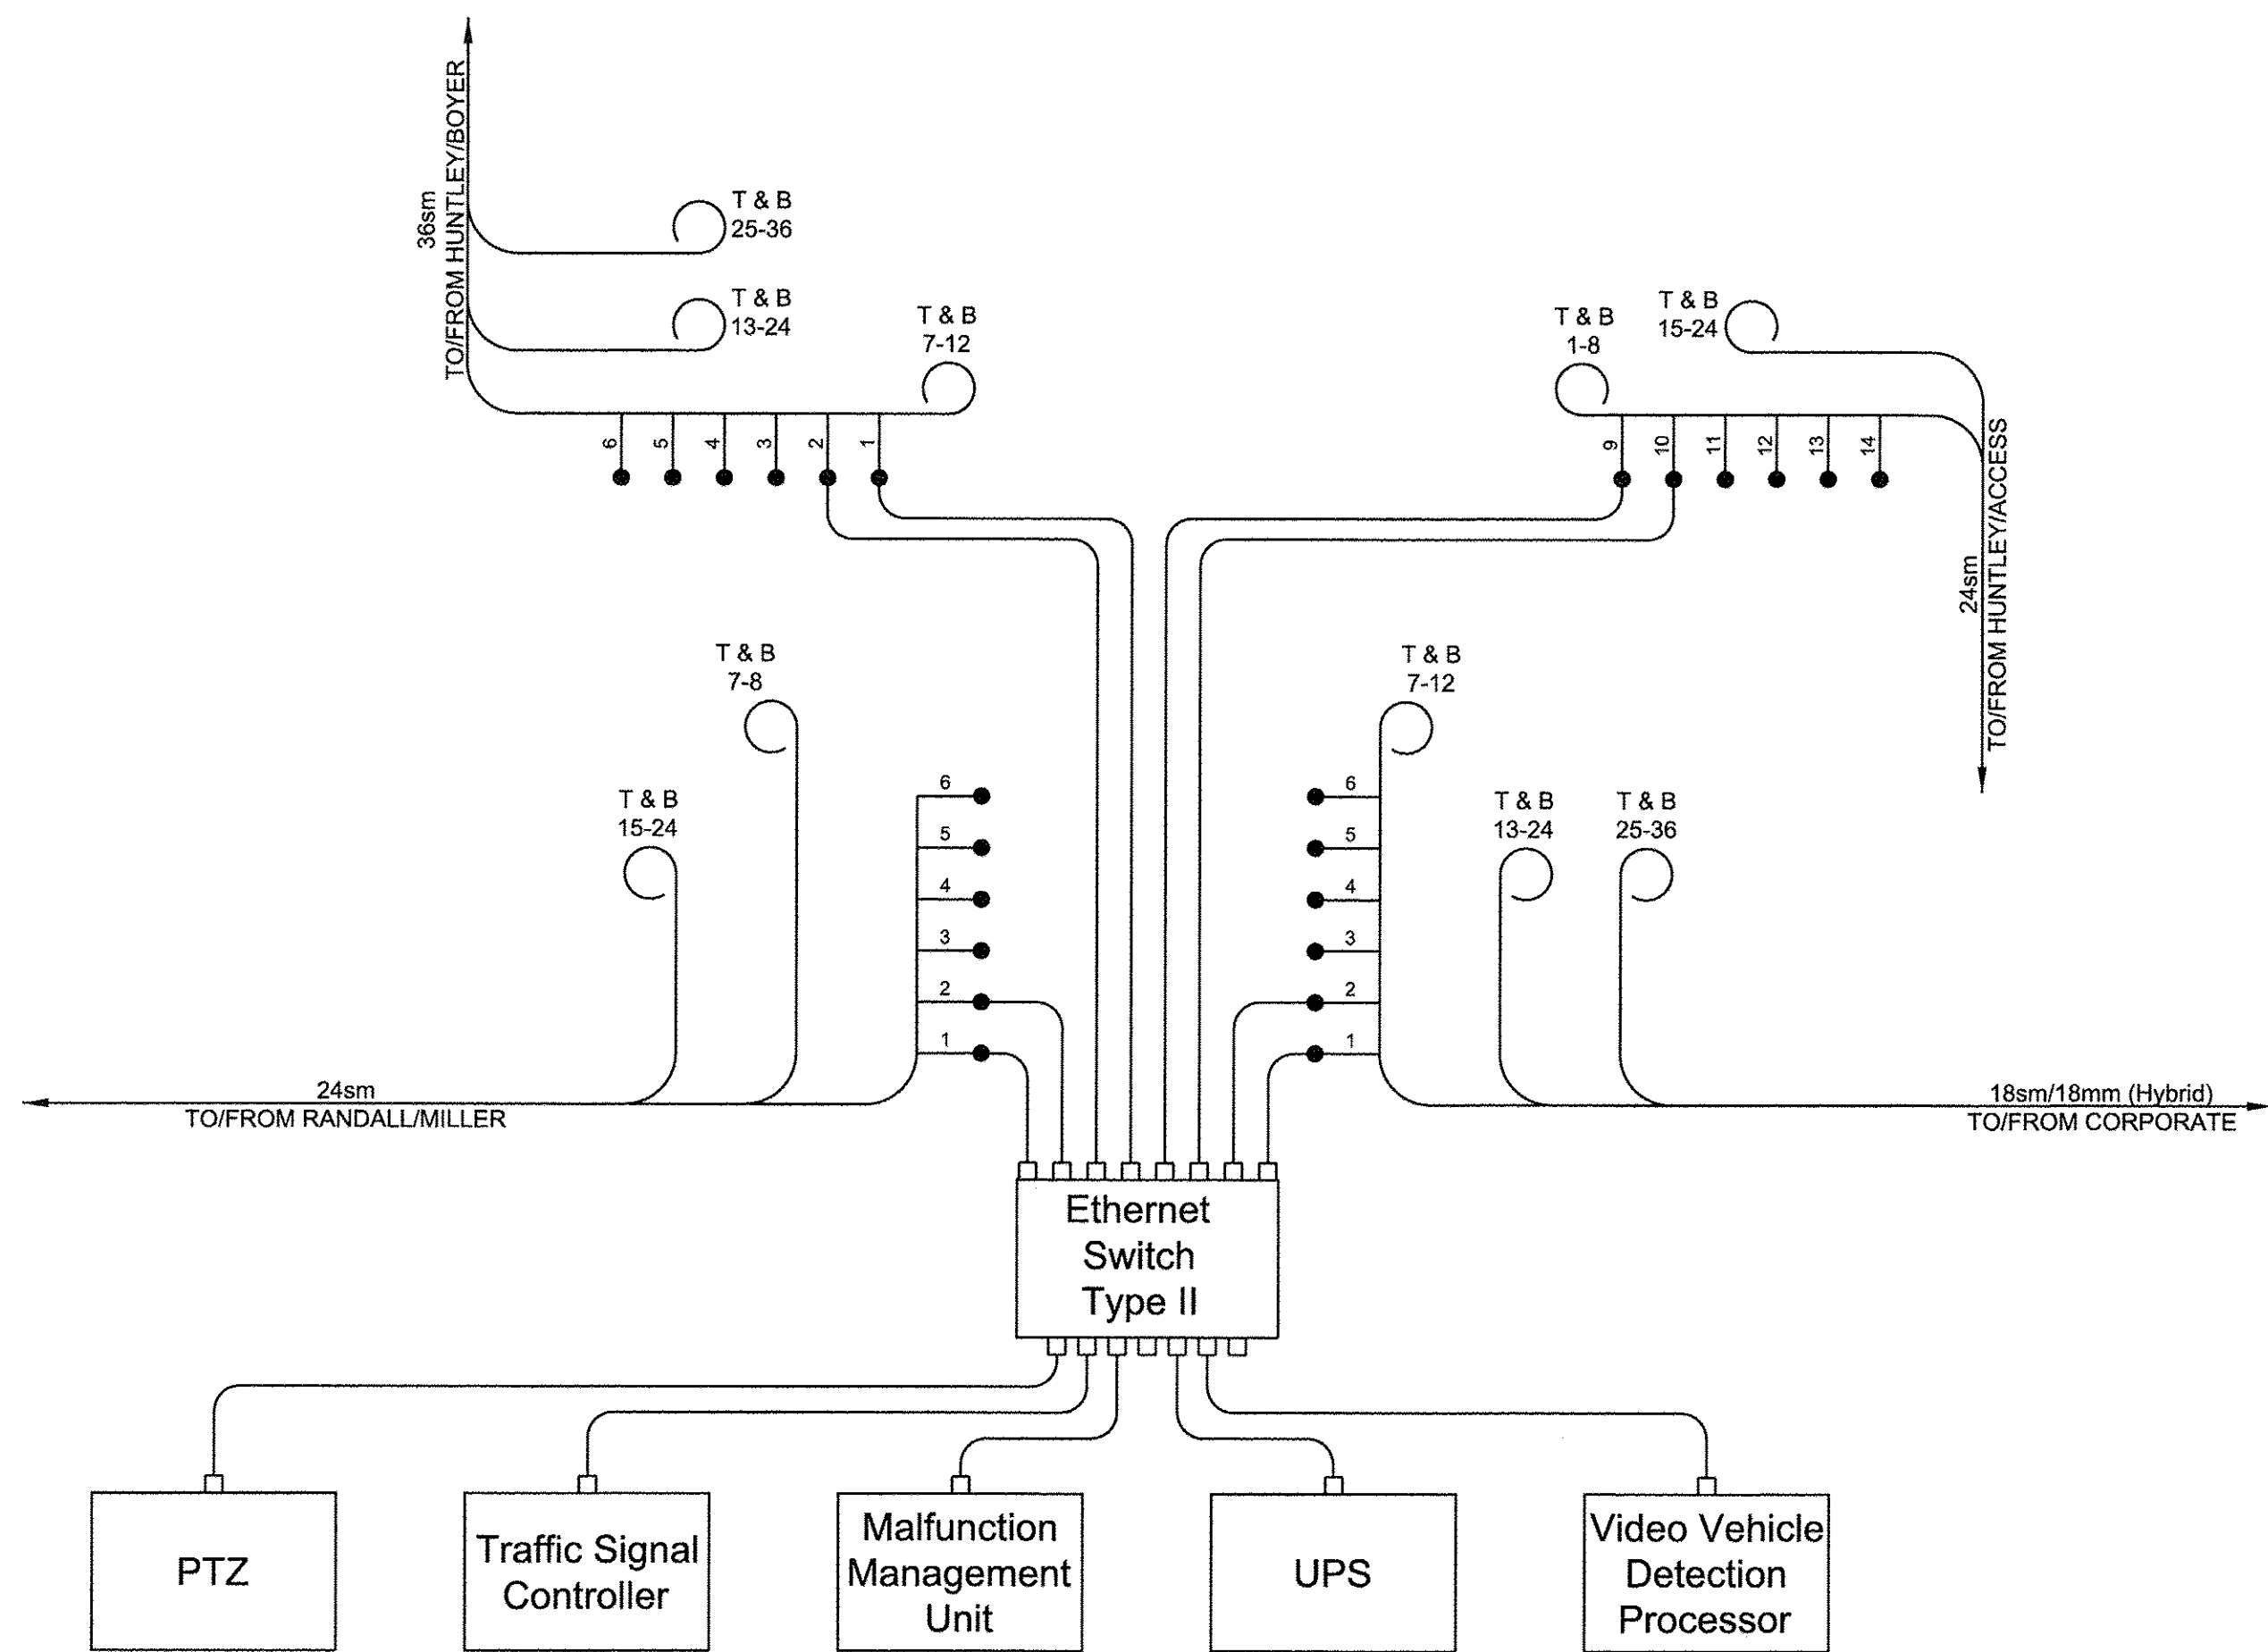 36sm
TO/FROM HUNTLEY/BOYER
T & B
25-36
T & B
13-24
T & B
7-12
6
5
4
3
2
1
T & B
1-8
T & B
15-24
9
10
11
12
13
14
24sm
TO/FROM HUNTLEY/ACCESS
T & B
7-8
T & B
15-24
6
5
4
3
2
1
24sm
TO/FROM RANDALL/MILLER
T & B
7-12
6
5
4
3
2
1
T & B
13-24
T & B
25-36
18sm/18mm (Hybrid)
TO/FROM CORPORATE
Ethernet
Switch
Type II
PTZ
Traffic Signal
Controller
Malfunction
Management
Unit
UPS
Video Vehicle
Detection
Processor